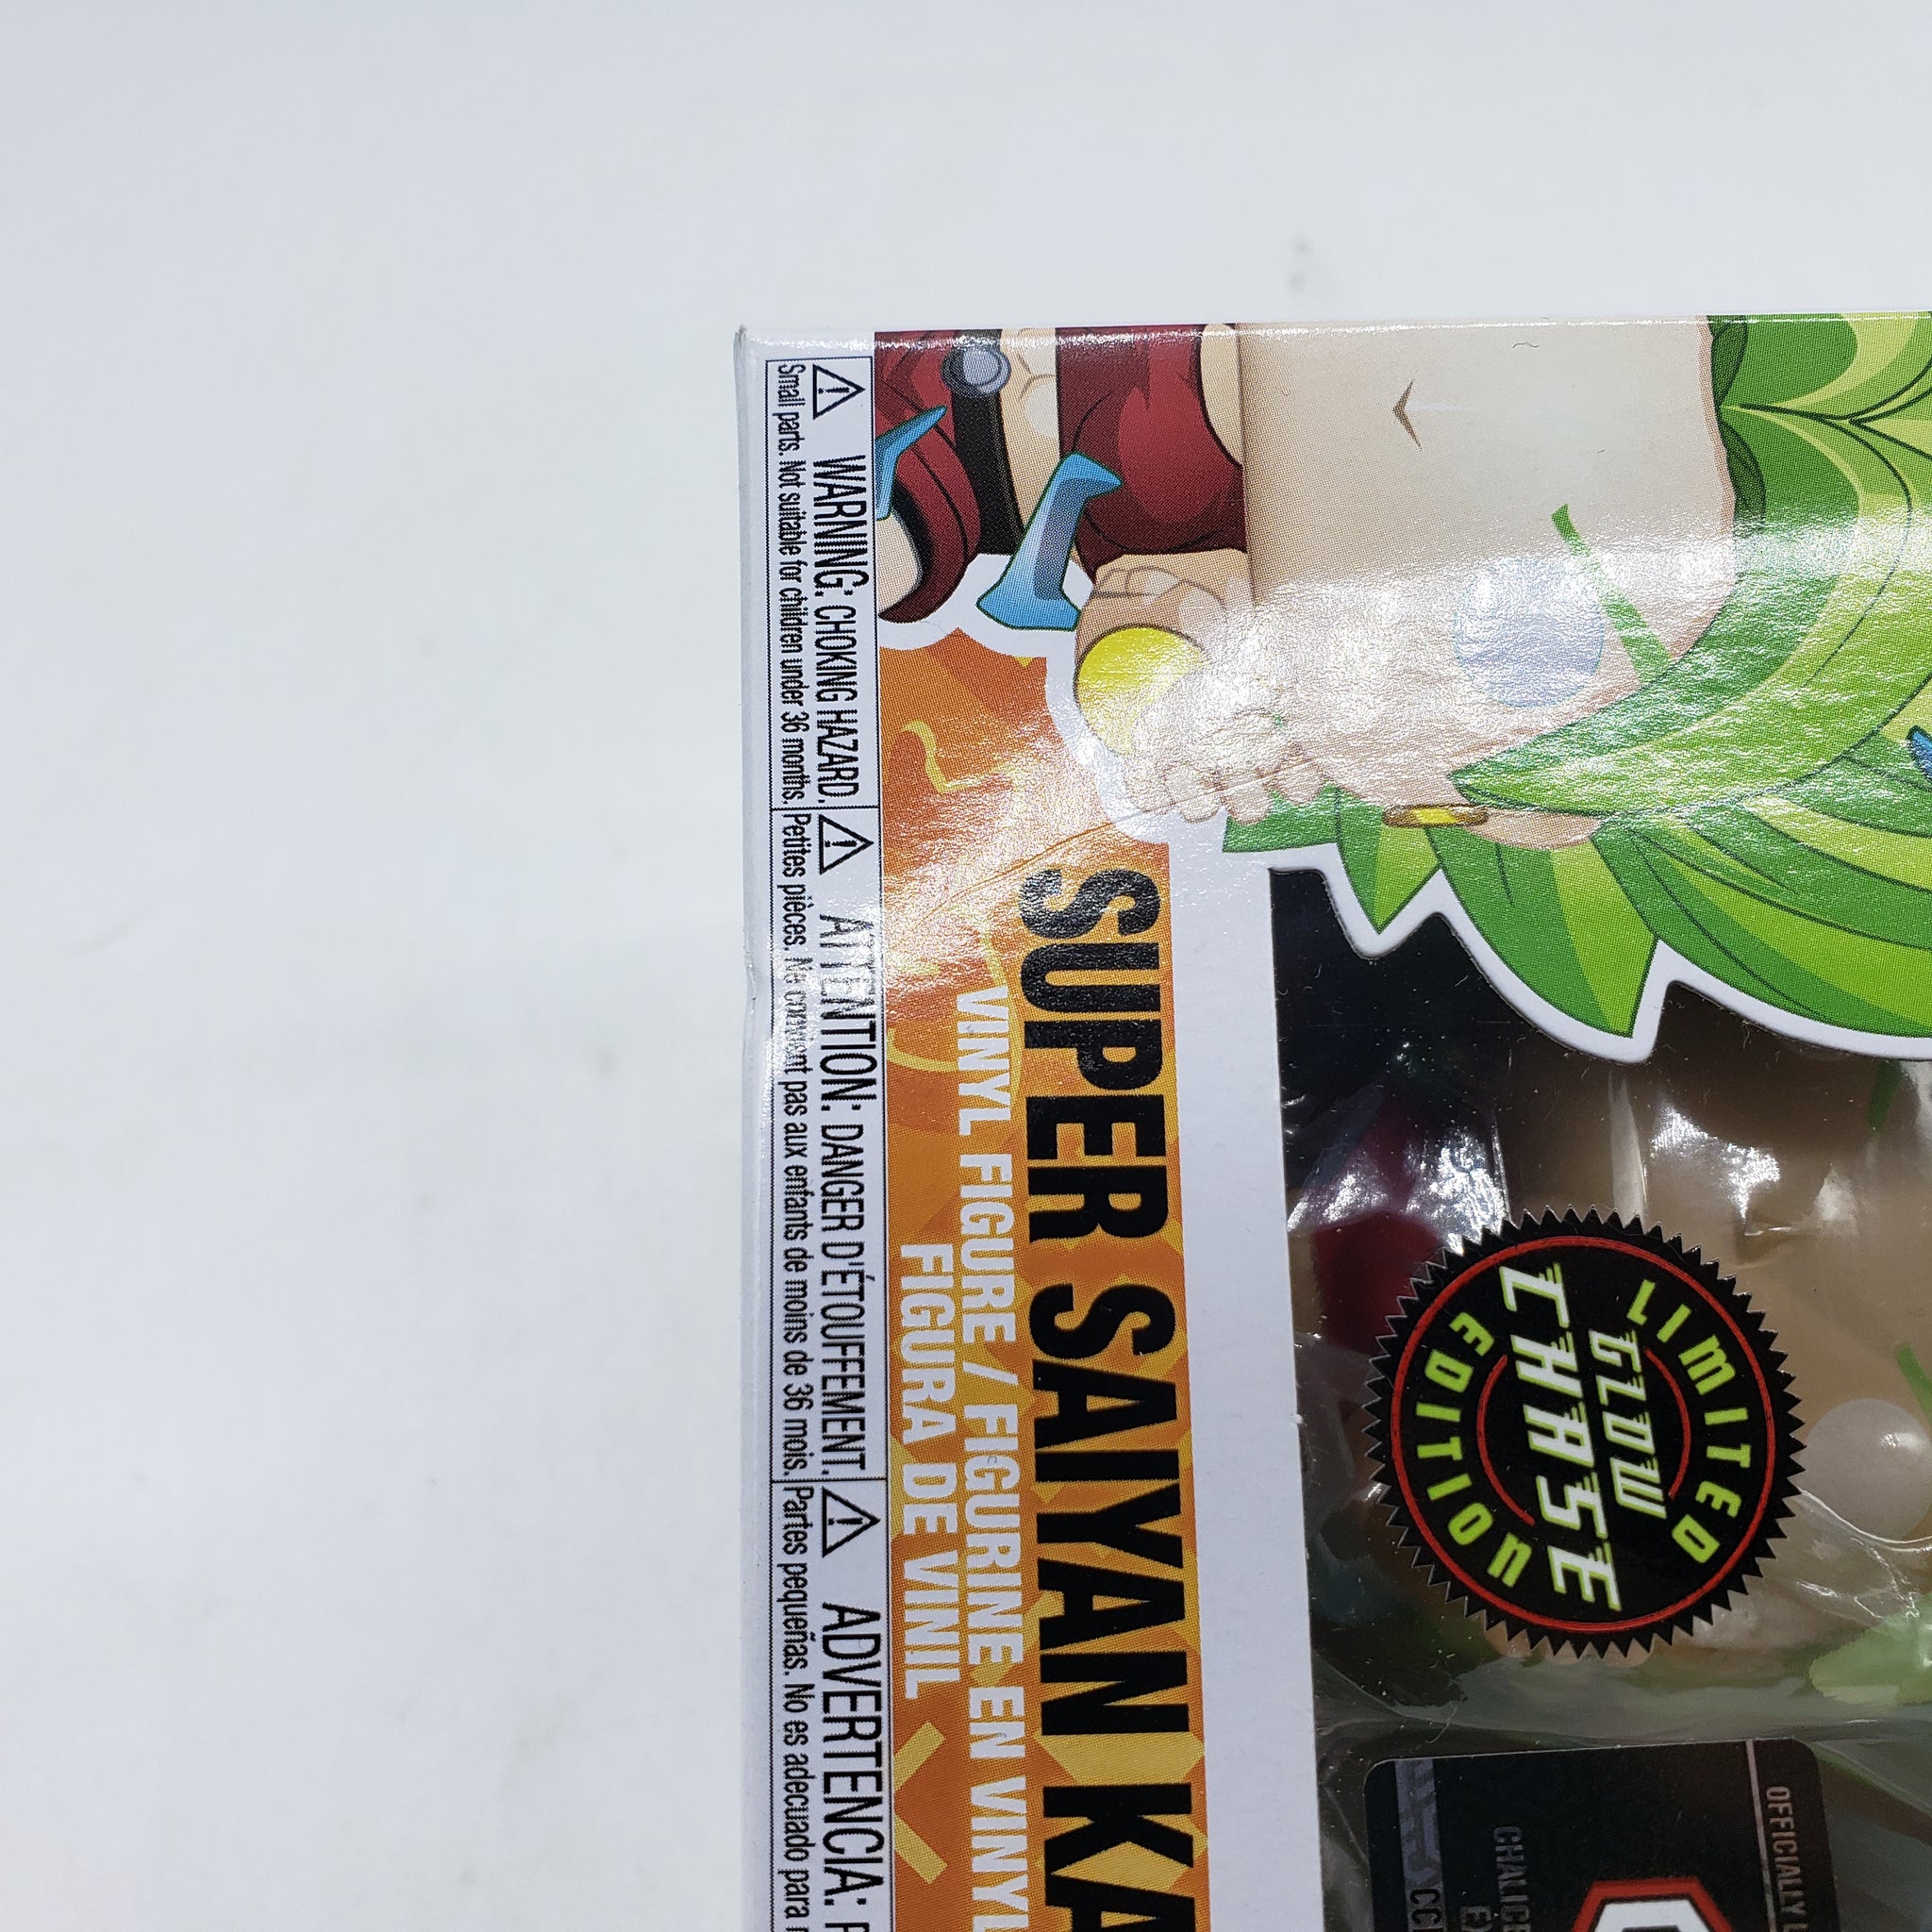 LIMITED
GLOW
CHASE
EDITION
OFFICIALLY
CHALICE
SUPER SAIYAN KA
VINYL FIGURE / FIGURINE EN VINYL
FIGURA DE VINIL
WARNING: CHOKING HAZARD.
Small parts. Not suitable for children under 36 months.
ATTENTION: DANGER D'ÉTOUFFEMENT.
Petites pièces. Ne convient pas aux enfants de moins de 36 mois.
ADVERTENCIA:
Partes pequeñas. No es adecuado para